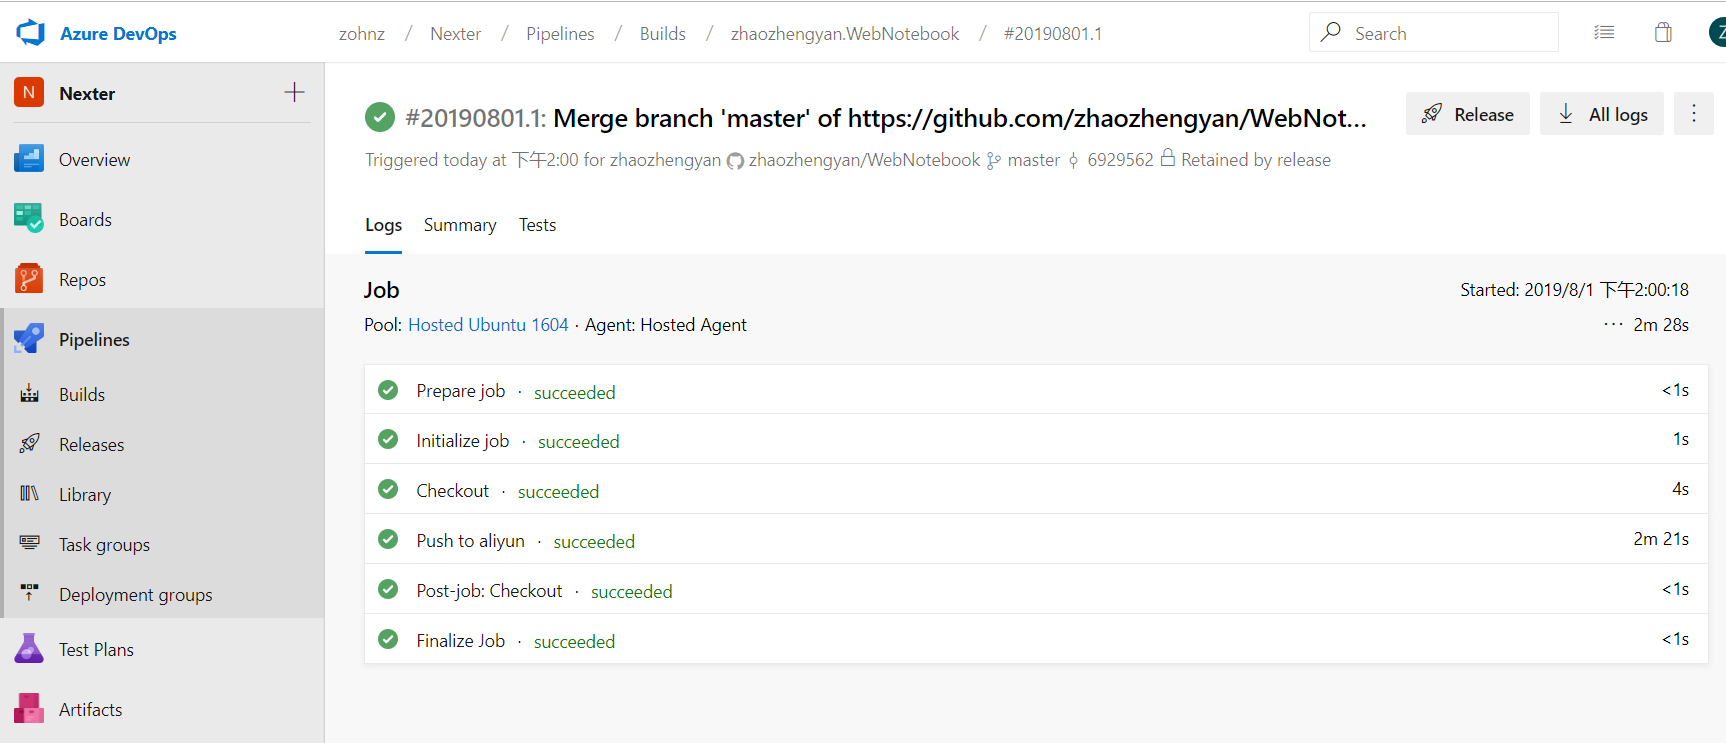 Azure DevOps
zohnz / Nexter / Pipelines / Builds / zhaozhengyan.WebNotebook / #20190801.1
Search
Z
N Nexter
Overview
Boards
Repos
Pipelines
Builds
Releases
Library
Task groups
Deployment groups
Test Plans
Artifacts
#20190801.1: Merge branch 'master' of https://github.com/zhaozhengyan/WebNot...
Release
All logs
Triggered today at 下午2:00 for zhaozhengyan zhaozhengyan/WebNotebook master 6929562 Retained by release
Logs Summary Tests
Job
Started: 2019/8/1 下午2:00:18
Pool: Hosted Ubuntu 1604 · Agent: Hosted Agent
··· 2m 28s
Prepare job · succeeded <1s
Initialize job · succeeded 1s
Checkout · succeeded 4s
Push to aliyun · succeeded 2m 21s
Post-job: Checkout · succeeded <1s
Finalize Job · succeeded <1s